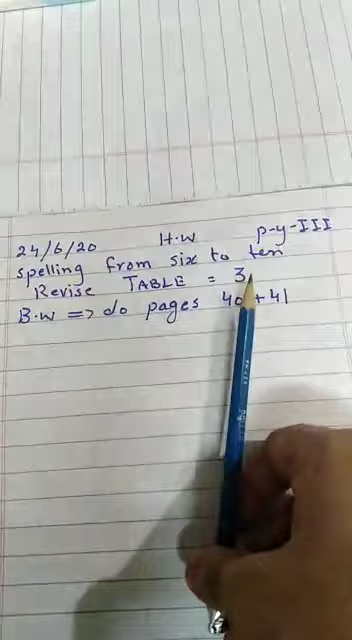 24/6/20 H.W P-y-III
spelling from six to ten
Revise TABLE = 3
B.W => do pages 40 + 41